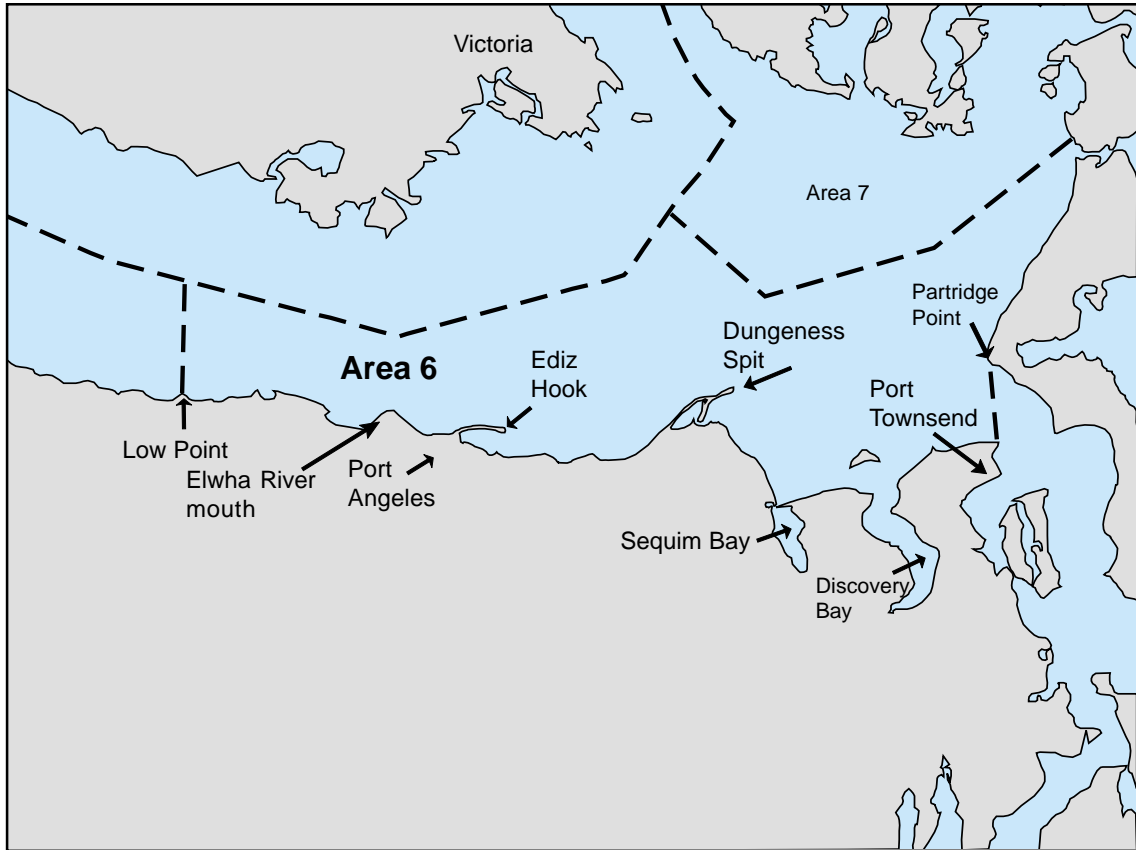 Victoria
Area 7
Partridge
Point
Dungeness
Spit
Area 6
Ediz
Hook
Port
Townsend
Low Point
Elwha River
mouth
Port
Angeles
Sequim Bay
Discovery
Bay